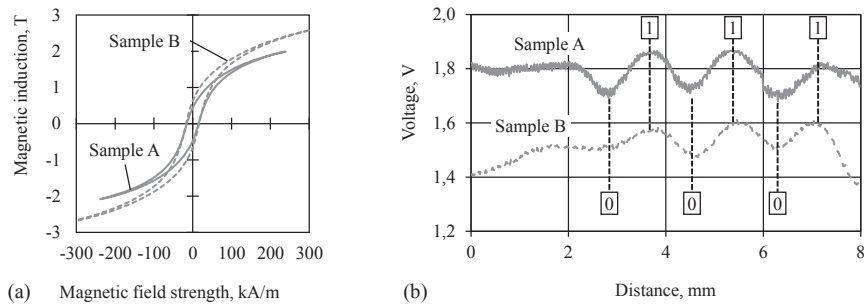 Magnetic induction, T
3
2
1
0
-1
-2
-3
-300 -200 -100 0 100 200 300
Sample B
Sample A
(a) Magnetic field strength, kA/m
Voltage, V
2,0
1,8
1,6
1,4
1,2
0 2 4 6 8
Sample A
Sample B
1 1 1
0 0 0
(b) Distance, mm